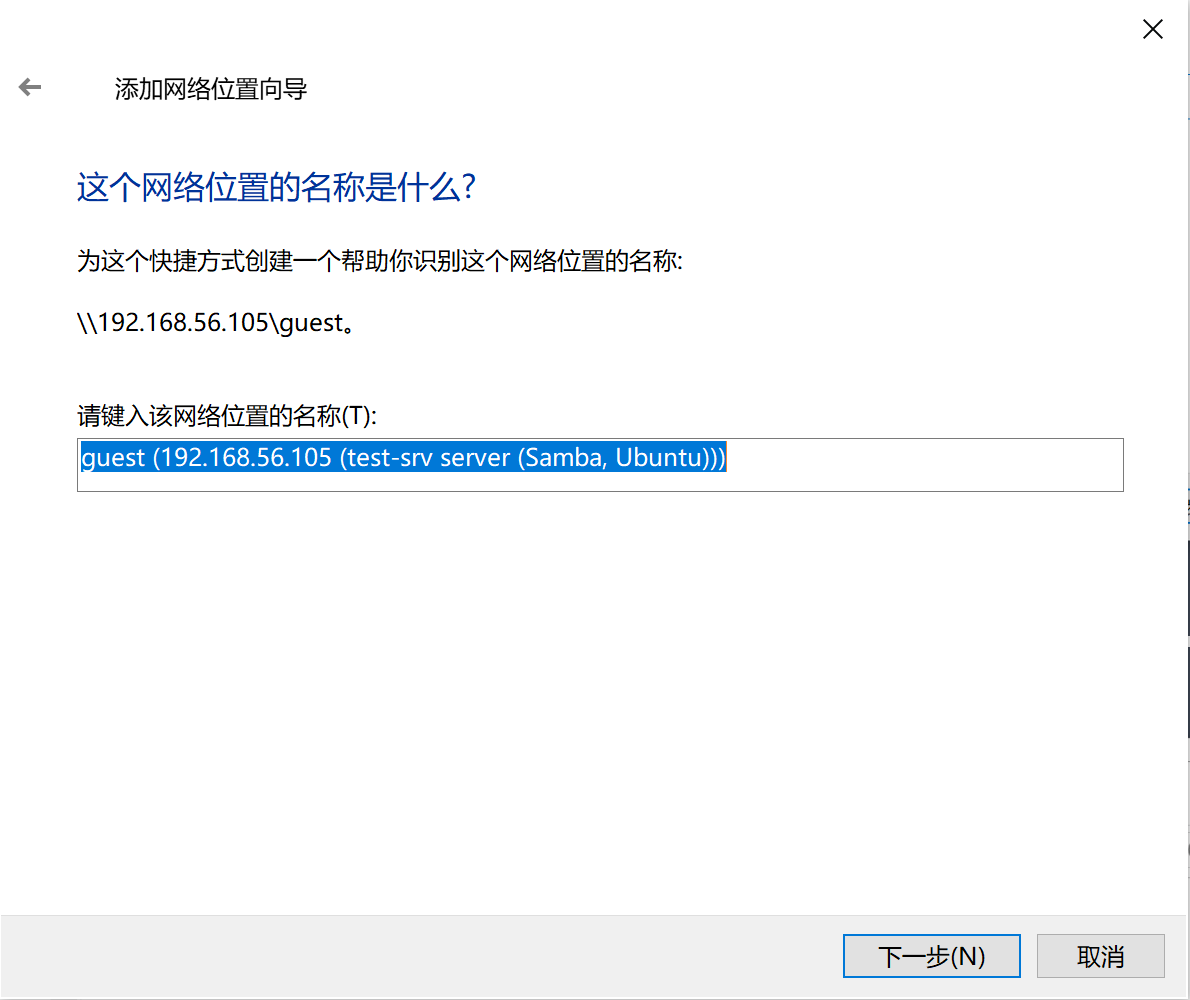 添加网络位置向导
这个网络位置的名称是什么?
为这个快捷方式创建一个帮助你识别这个网络位置的名称:
\\192.168.56.105\guest。
请键入该网络位置的名称(T):
guest (192.168.56.105 (test-srv server (Samba, Ubuntu)))
下一步(N)
取消